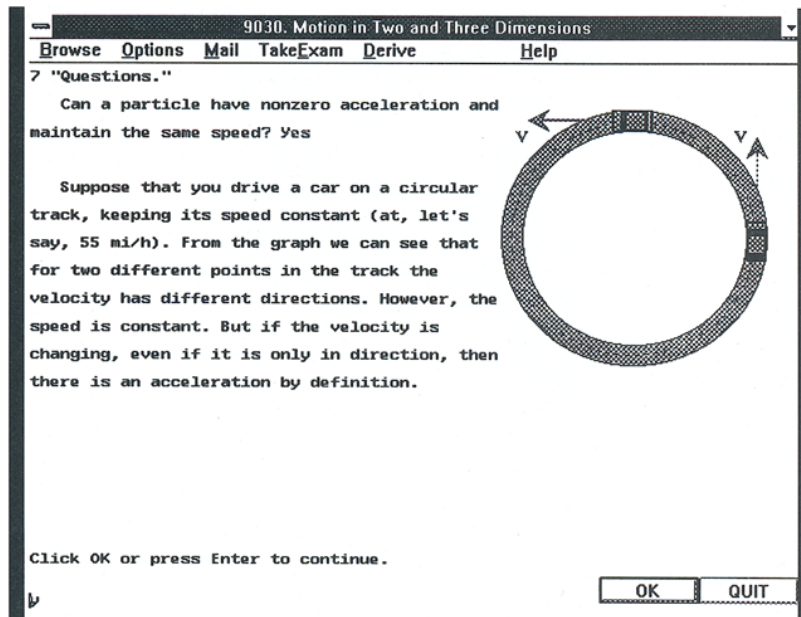 9030. Motion in Two and Three Dimensions
Browse Options Mail TakeExam Derive Help
7 "Questions."
Can a particle have nonzero acceleration and
maintain the same speed? Yes
v
v
Suppose that you drive a car on a circular
track, keeping its speed constant (at, let's
say, 55 mi/h). From the graph we can see that
for two different points in the track the
velocity has different directions. However, the
speed is constant. But if the velocity is
changing, even if it is only in direction, then
there is an acceleration by definition.
Click OK or press Enter to continue.
OK QUIT